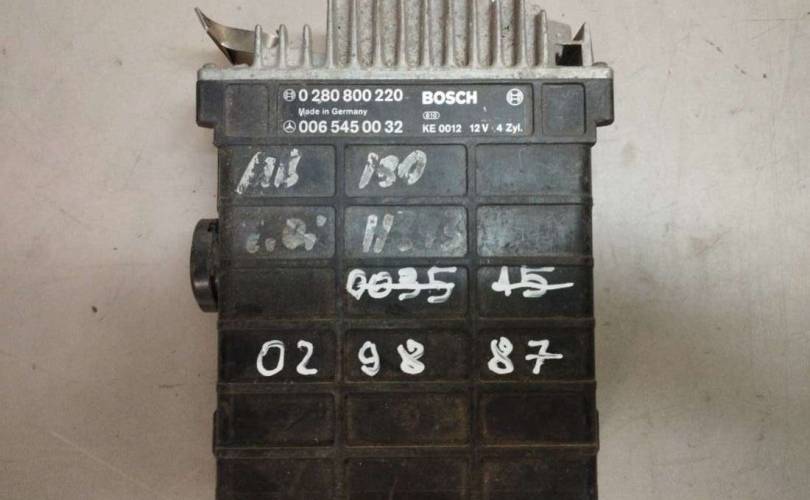 0 280 800 220 BOSCH
Made in Germany
006 545 00 32 KE 0012 12 V 4 Zyl.
190
0035 15
02 98 87